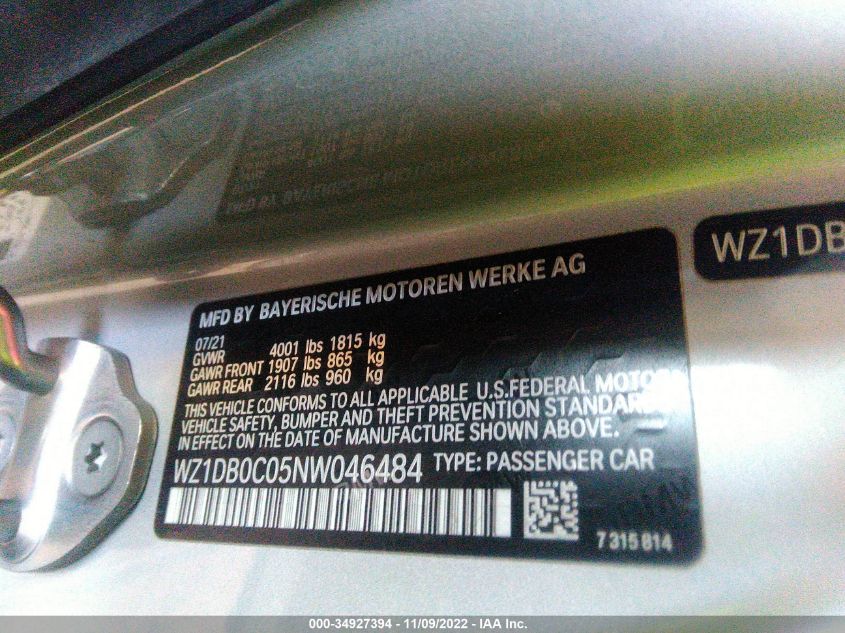 WZ1DB
MFD BY BAYERISCHE MOTOREN WERKE AG
07/21
GVWR 4001 lbs 1815 kg
GAWR FRONT 1907 lbs 865 kg
GAWR REAR 2116 lbs 960 kg
THIS VEHICLE CONFORMS TO ALL APPLICABLE U.S.FEDERAL MOTOR
VEHICLE SAFETY, BUMPER AND THEFT PREVENTION STANDARDS
IN EFFECT ON THE DATE OF MANUFACTURE SHOWN ABOVE.
WZ1DB0C05NW046484 TYPE: PASSENGER CAR
7315814
000-34927394 - 11/09/2022 - IAA Inc.